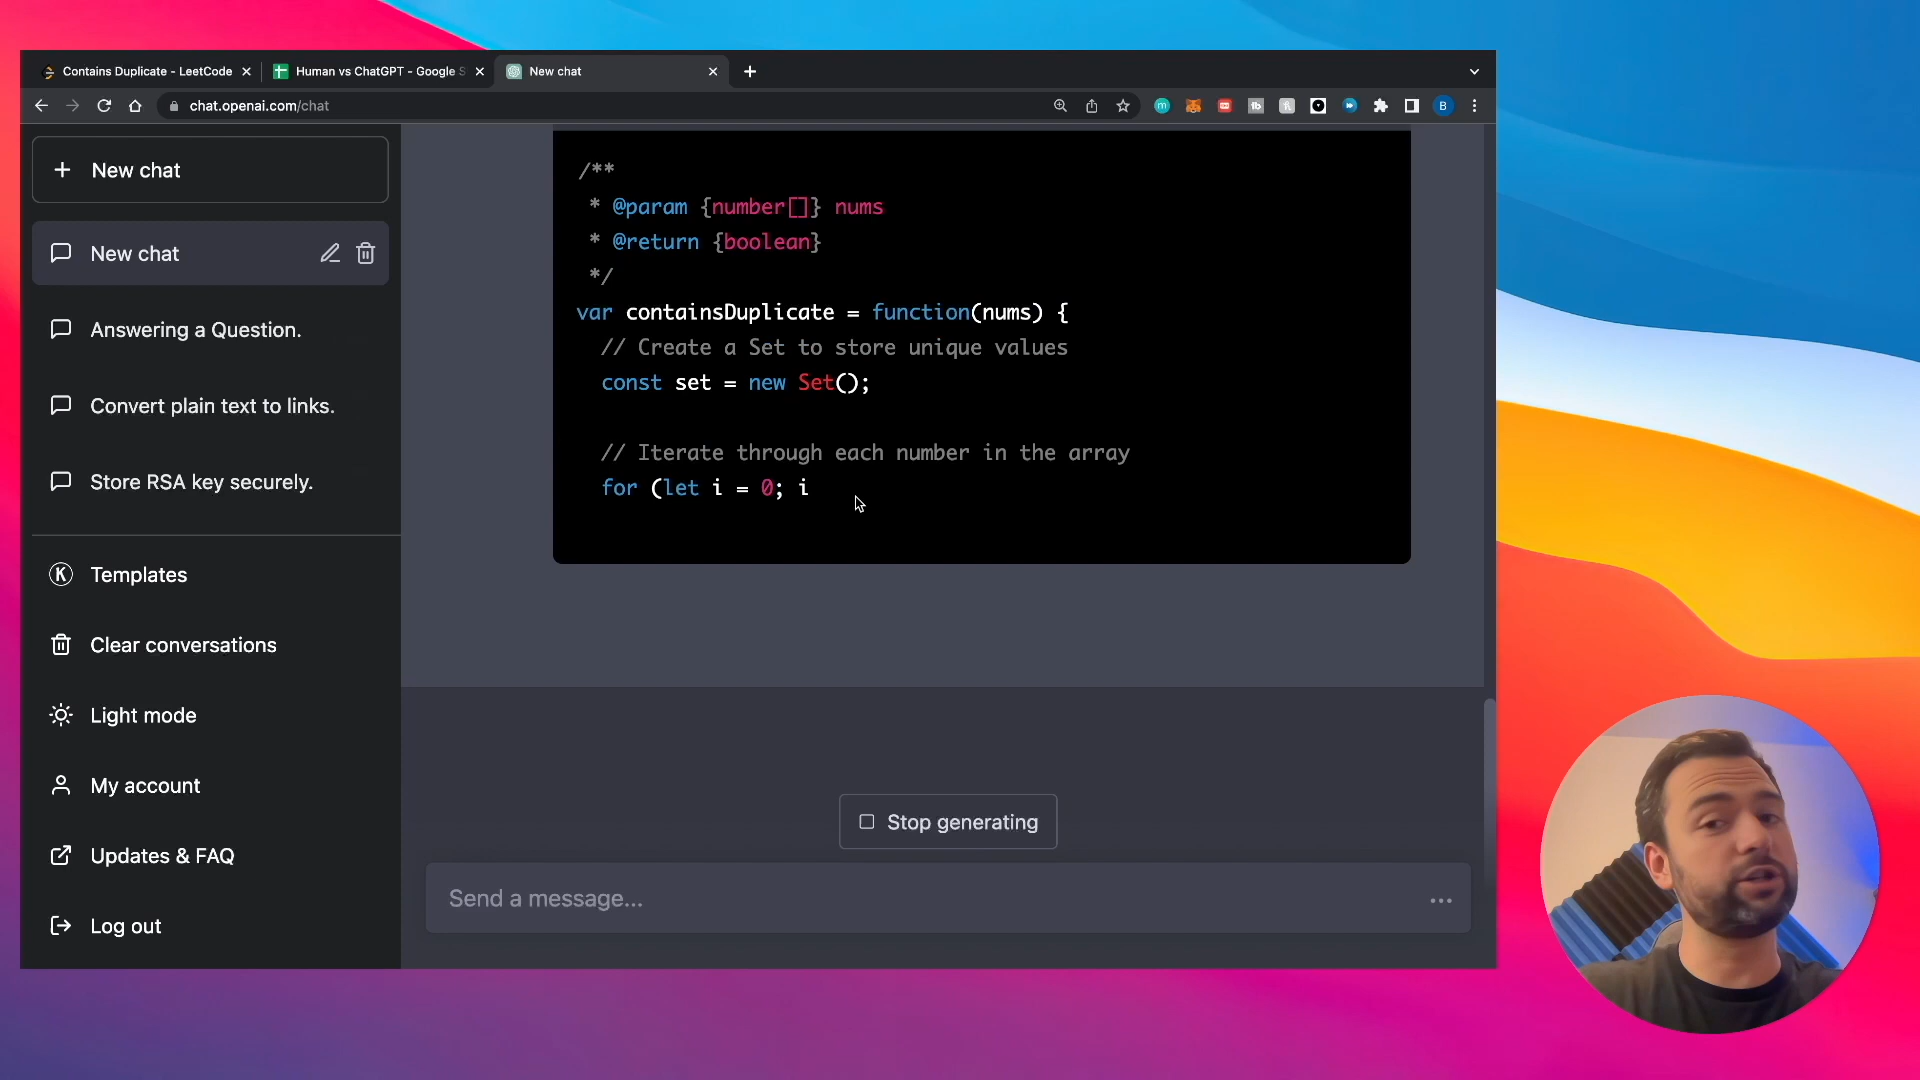 Contains Duplicate - LeetCode
Human vs ChatGPT - Google S
New chat
chat.openai.com/chat
New chat
New chat
Answering a Question.
Convert plain text to links.
Store RSA key securely.
Templates
Clear conversations
Light mode
My account
Updates & FAQ
Log out
/**
* @param {number[]} nums
* @return {boolean}
*/
var containsDuplicate = function(nums) {
// Create a Set to store unique values
const set = new Set();
// Iterate through each number in the array
for (let i = 0; i
Stop generating
Send a message...